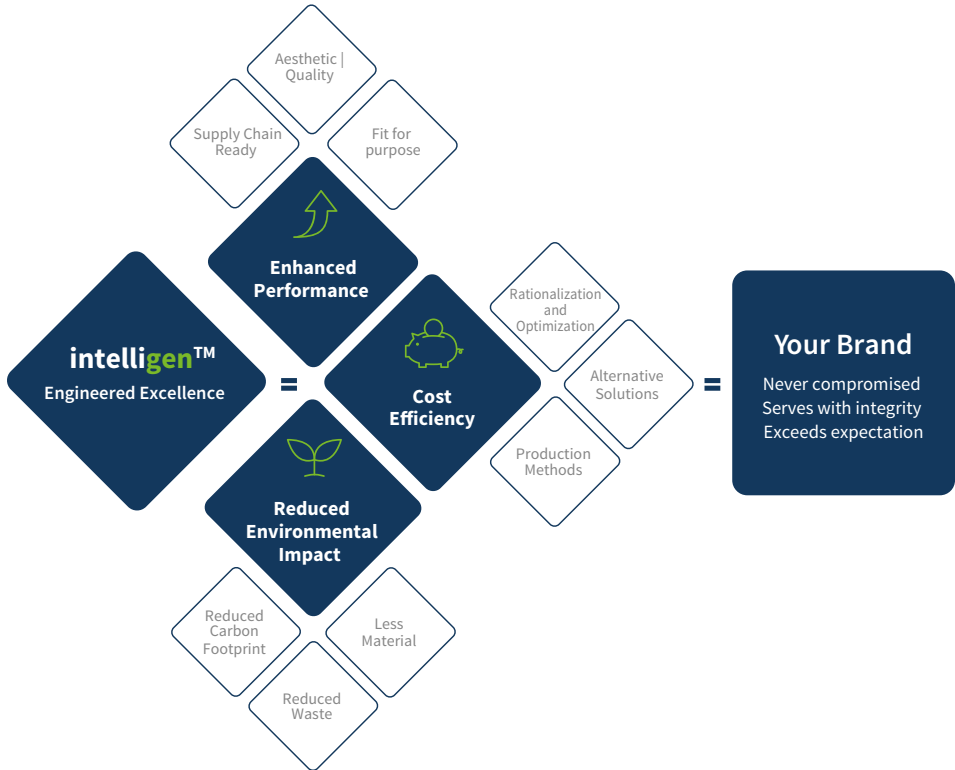 Aesthetic |
Quality
Supply Chain
Ready
Fit for
purpose
Enhanced
Performance
intelligen™
Engineered Excellence
=
Cost
Efficiency
Rationalization
and
Optimization
Alternative
Solutions
Production
Methods
=
Your Brand
Never compromised
Serves with integrity
Exceeds expectation
Reduced
Environmental
Impact
Reduced
Carbon
Footprint
Less
Material
Reduced
Waste